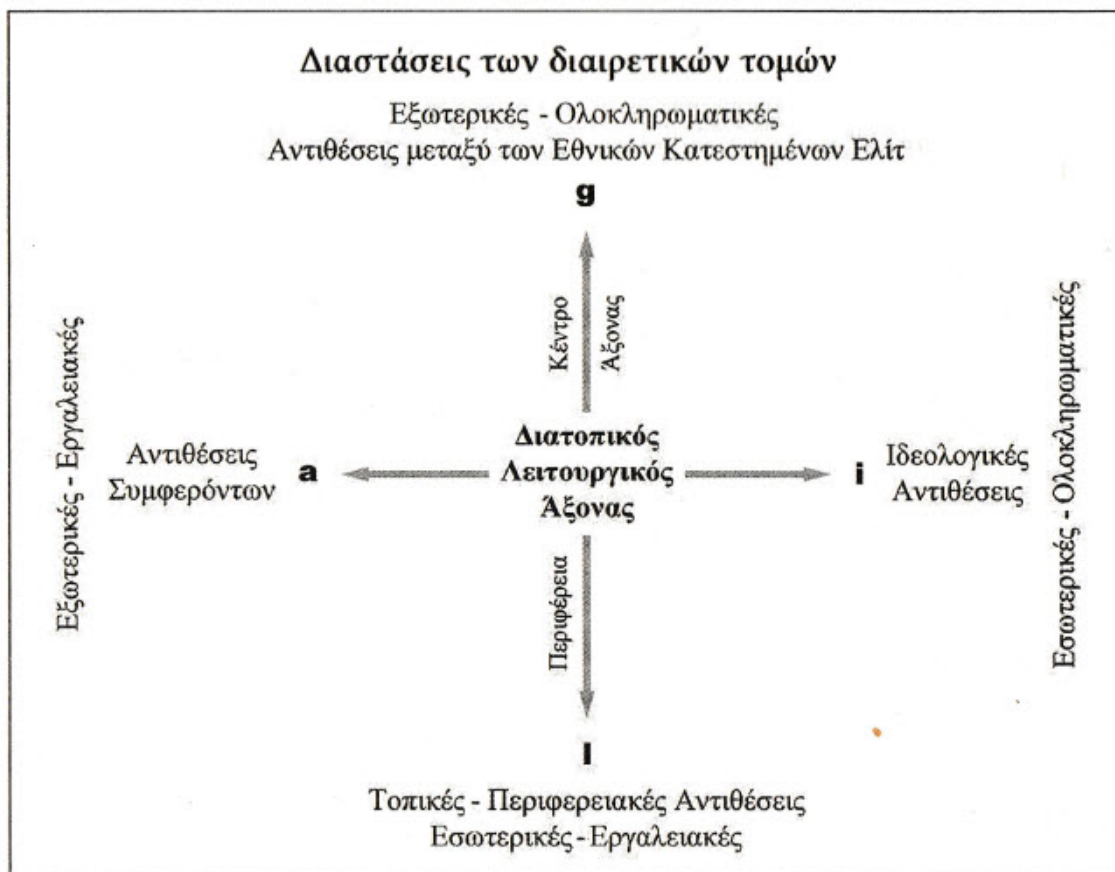 Διαστάσεις των διαιρετικών τομών
Εξωτερικές - Ολοκληρωματικές
Αντιθέσεις μεταξύ των Εθνικών Κατεστημένων Ελίτ
g
Κέντρο
Άξονας
Εξωτερικές - Εργαλειακές
Αντιθέσεις
Συμφερόντων
a
Διατοπικός
Λειτουργικός
Άξονας
i
Ιδεολογικές
Αντιθέσεις
Εσωτερικές - Ολοκληρωματικές
Περιφέρεια
l
Τοπικές - Περιφερειακές Αντιθέσεις
Εσωτερικές - Εργαλειακές